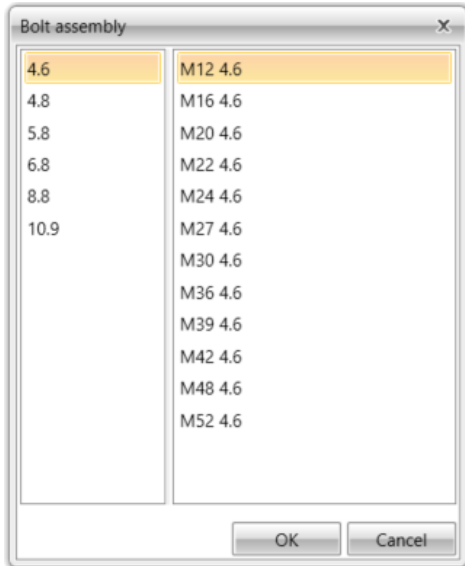 Bolt assembly x
4.6
4.8
5.8
6.8
8.8
10.9
M12 4.6
M16 4.6
M20 4.6
M22 4.6
M24 4.6
M27 4.6
M30 4.6
M36 4.6
M39 4.6
M42 4.6
M48 4.6
M52 4.6
OK Cancel